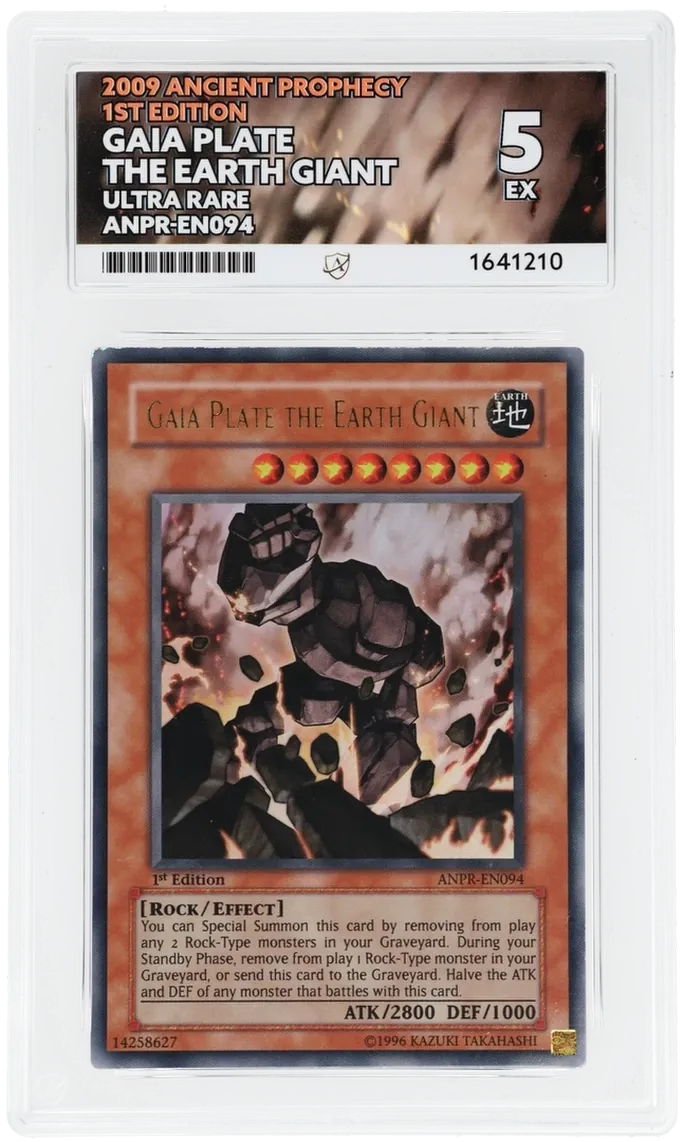 2009 ANCIENT PROPHECY
1ST EDITION
GAIA PLATE
THE EARTH GIANT
ULTRA RARE
ANPR-EN094
5
EX
1641210
GAIA PLATE THE EARTH GIANT
EARTH
地
1st Edition
ANPR-EN094
[ROCK/EFFECT]
You can Special Summon this card by removing from play
any 2 Rock-Type monsters in your Graveyard. During your
Standby Phase, remove from play 1 Rock-Type monster in your
Graveyard, or send this card to the Graveyard. Halve the ATK
and DEF of any monster that battles with this card.
ATK/2800 DEF/1000
14258627
©1996 KAZUKI TAKAHASHI